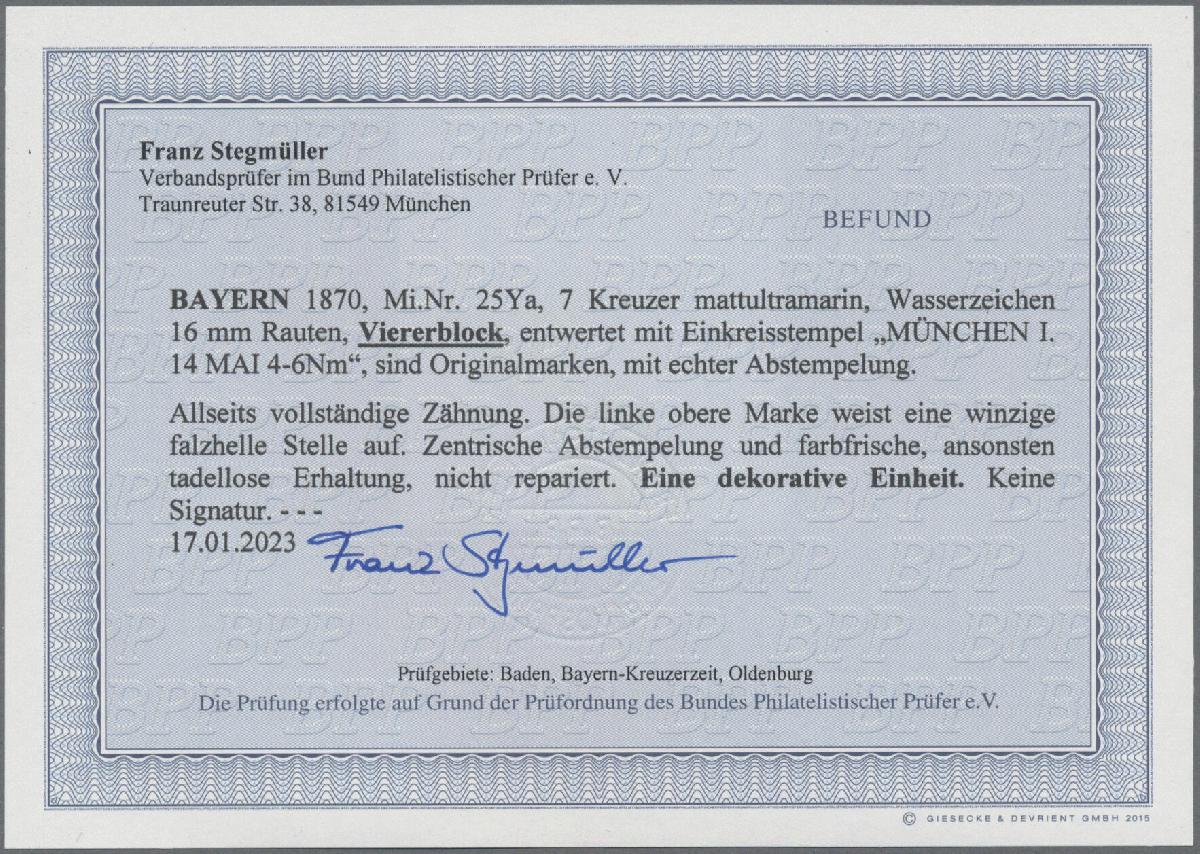 Franz Stegmüller
Verbandsprüfer im Bund Philatelistischer Prüfer e. V.
Traunreuter Str. 38, 81549 München
BEFUND
BAYERN 1870, Mi.Nr. 25Ya, 7 Kreuzer mattultramarin, Wasserzeichen
16 mm Rauten, Viererblock, entwertet mit Einkreisstempel „MÜNCHEN I.
14 MAI 4-6Nm“, sind Originalmarken, mit echter Abstempelung.
Allseits vollständige Zähnung. Die linke obere Marke weist eine winzige
falzhelle Stelle auf. Zentrische Abstempelung und farbfrische, ansonsten
tadellose Erhaltung, nicht repariert. Eine dekorative Einheit. Keine
Signatur. - - -
17.01.2023 Franz Stegmüller
Prüfgebiete: Baden, Bayern-Kreuzerzeit, Oldenburg
Die Prüfung erfolgte auf Grund der Prüfordnung des Bundes Philatelistischer Prüfer e.V.
© GIESECKE & DEVRIENT GMBH 2015